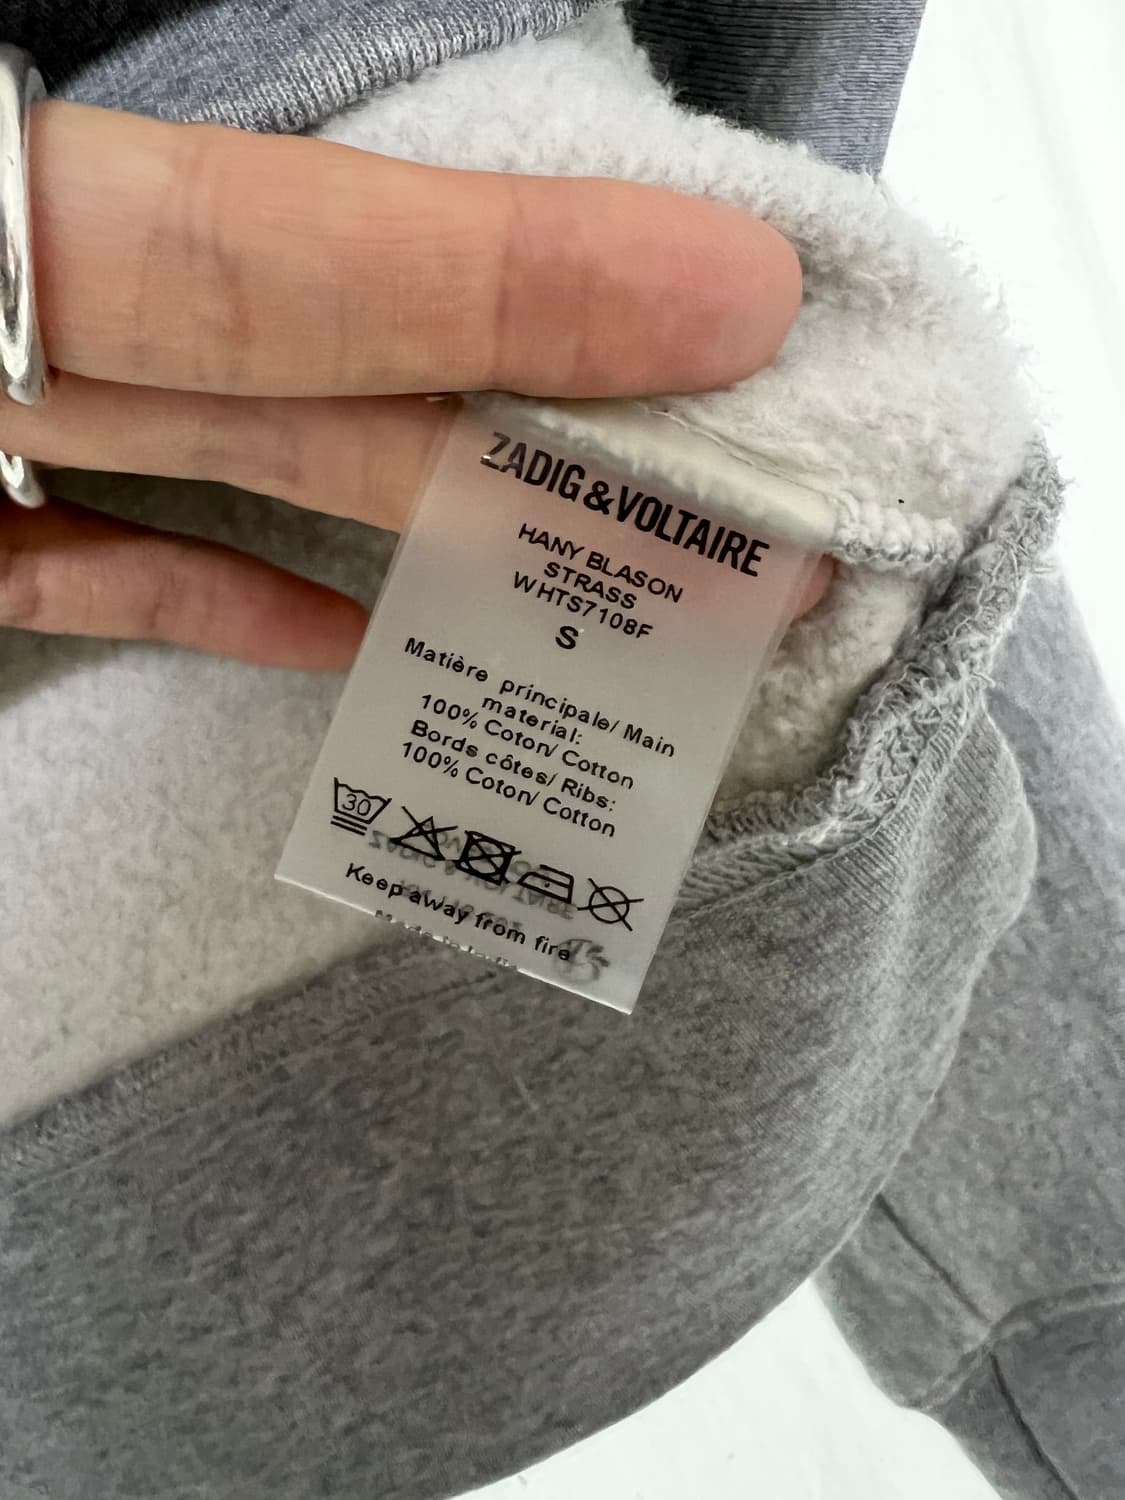 ZADIG&VOLTAIRE
HANY BLASON
STRASS
WHTS7108F
S
Matière principale/ Main
material:
100% Coton/ Cotton
Bords côtes/ Ribs:
100% Coton/ Cotton
30
Keep away from fire